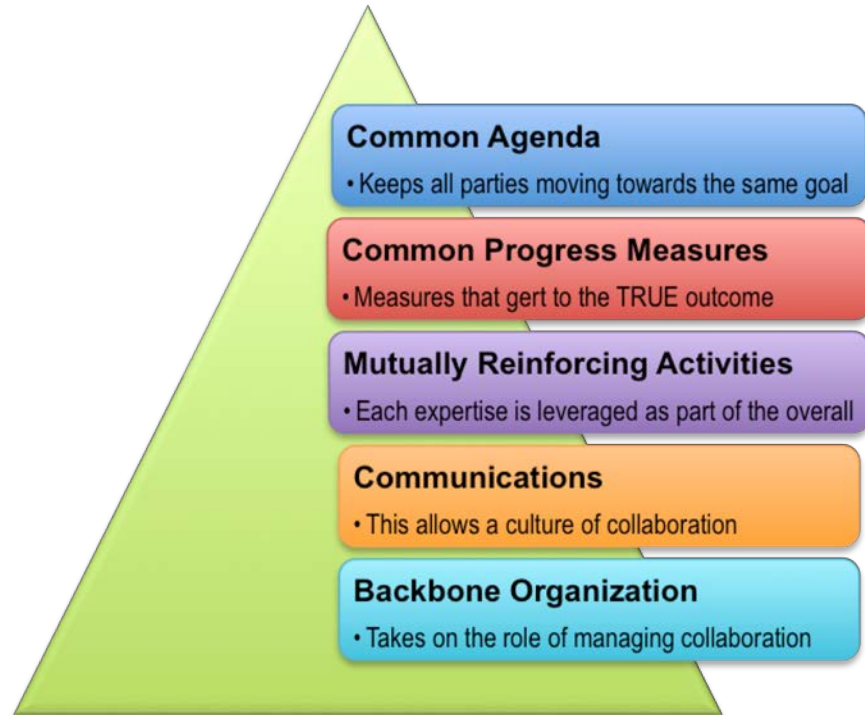 Common Agenda
• Keeps all parties moving towards the same goal
Common Progress Measures
• Measures that gert to the TRUE outcome
Mutually Reinforcing Activities
• Each expertise is leveraged as part of the overall
Communications
• This allows a culture of collaboration
Backbone Organization
• Takes on the role of managing collaboration